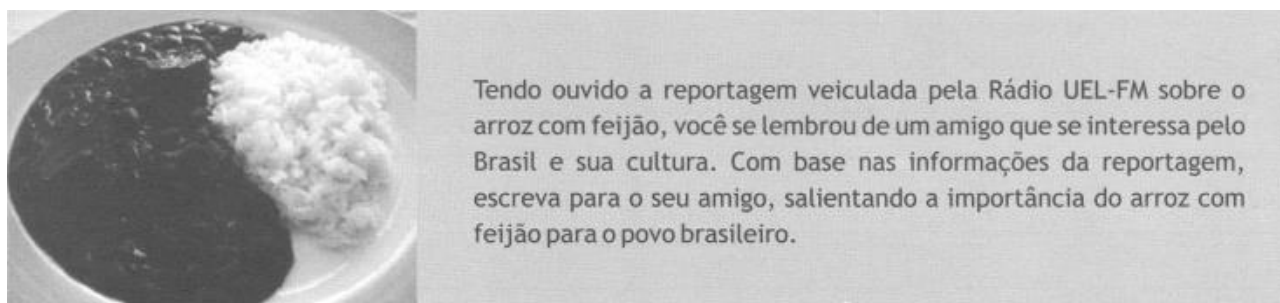 Tendo ouvido a reportagem veiculada pela Rádio UEL-FM sobre o
arroz com feijão, você se lembrou de um amigo que se interessa pelo
Brasil e sua cultura. Com base nas informações da reportagem,
escreva para o seu amigo, salientando a importância do arroz com
feijão para o povo brasileiro.